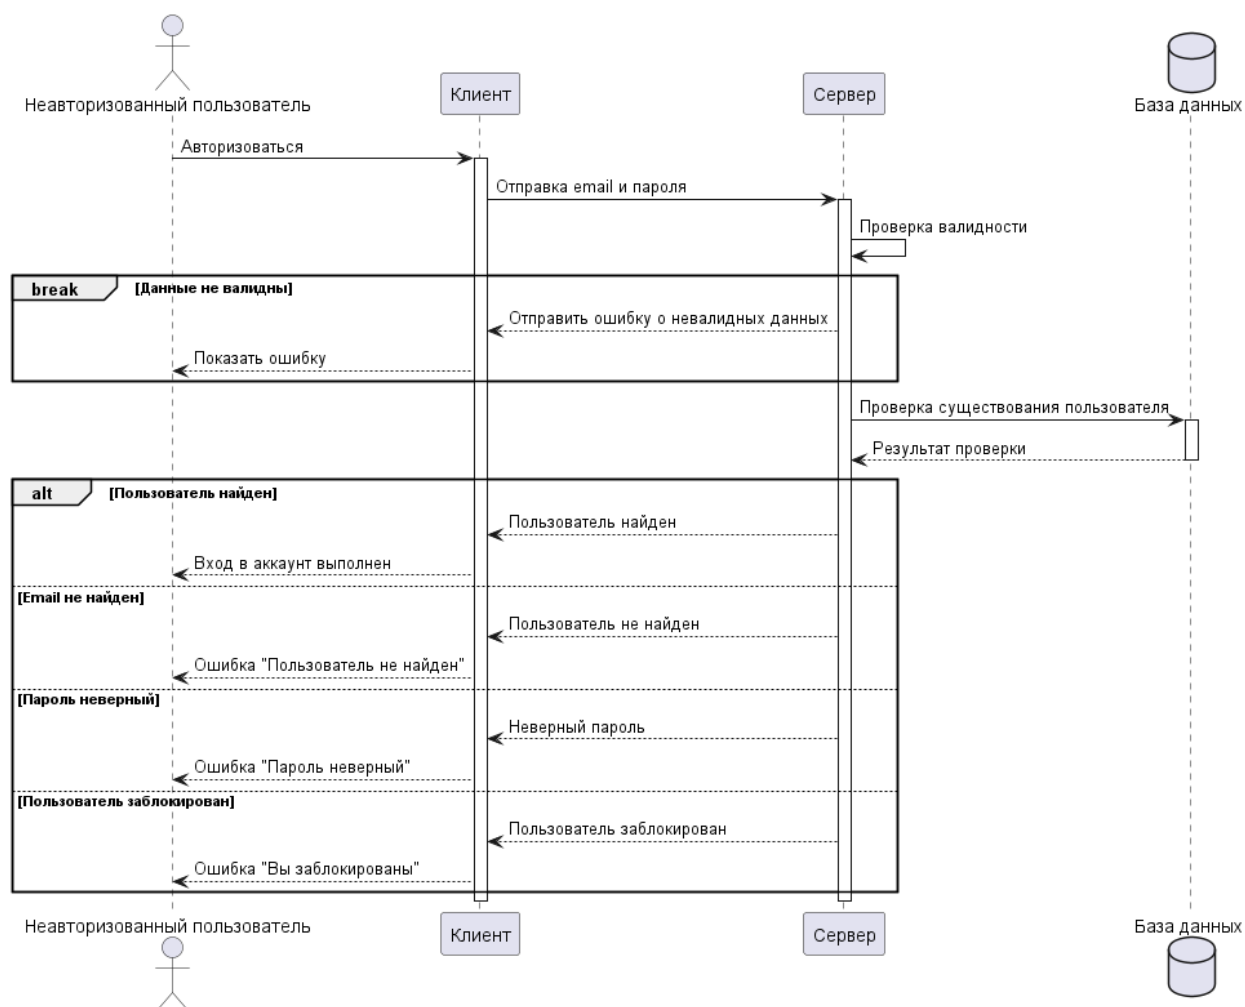 Неавторизованный пользователь
Клиент
Сервер
База данных
Авторизоваться
Отправка email и пароля
Проверка валидности
break
[Данные не валидны]
Отправить ошибку о невалидных данных
Показать ошибку
Проверка существования пользователя
Результат проверки
alt
[Пользователь найден]
Пользователь найден
Вход в аккаунт выполнен
[Email не найден]
Пользователь не найден
Ошибка "Пользователь не найден"
[Пароль неверный]
Неверный пароль
Ошибка "Пароль неверный"
[Пользователь заблокирован]
Пользователь заблокирован
Ошибка "Вы заблокированы"
Неавторизованный пользователь
Клиент
Сервер
База данных